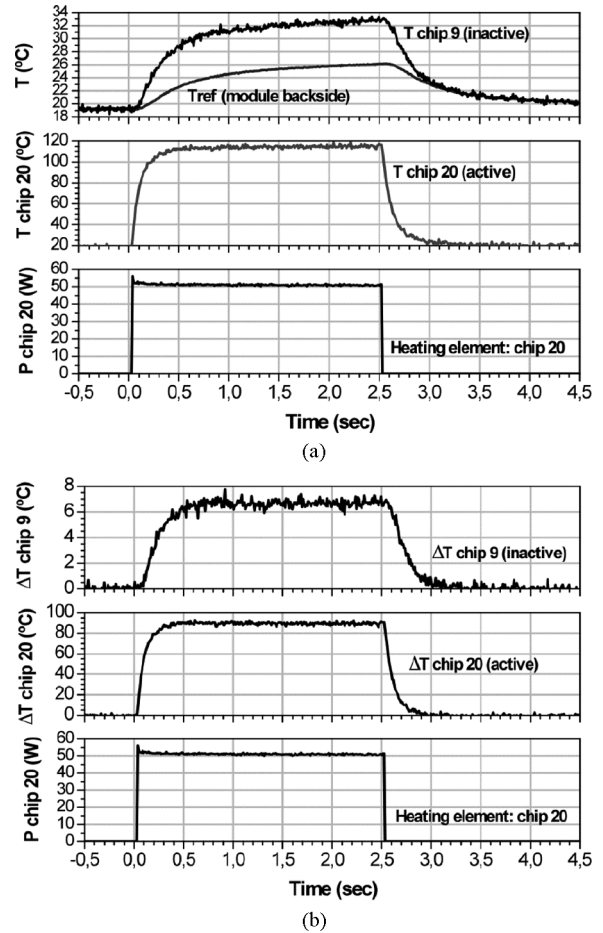 T (ºC)
34
32
30
28
26
24
22
20
18
T chip 9 (inactive)
Tref (module backside)
T chip 20 (ºC)
120
100
80
60
40
20
T chip 20 (active)
P chip 20 (W)
60
50
40
30
20
10
0
Heating element: chip 20
-0,5 0,0 0,5 1,0 1,5 2,0 2,5 3,0 3,5 4,0 4,5
Time (sec)
(a)
ΔT chip 9 (ºC)
8
6
4
2
0
ΔT chip 9 (inactive)
ΔT chip 20 (ºC)
100
80
60
40
20
0
ΔT chip 20 (active)
P chip 20 (W)
60
50
40
30
20
10
0
Heating element: chip 20
-0,5 0,0 0,5 1,0 1,5 2,0 2,5 3,0 3,5 4,0 4,5
Time (sec)
(b)